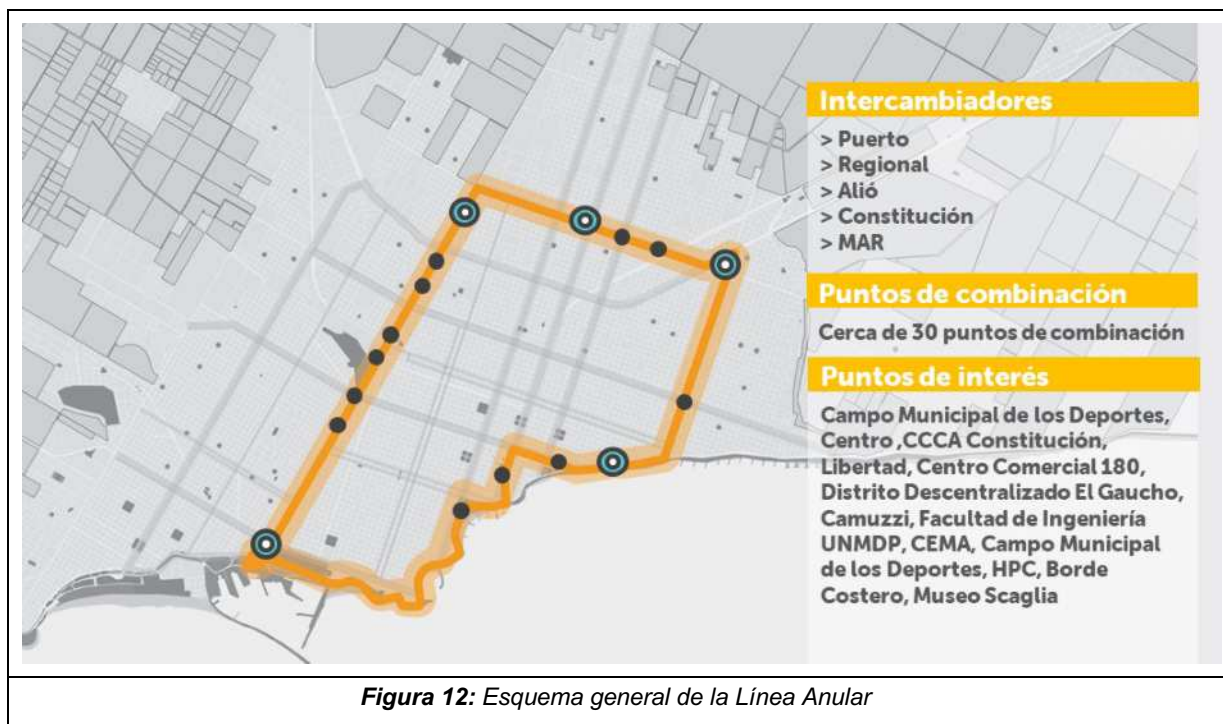 Intercambiadores
> Puerto
> Regional
> Alió
> Constitución
> MAR
Puntos de combinación
Cerca de 30 puntos de combinación
Puntos de interés
Campo Municipal de los Deportes,
Centro ,CCCA Constitución,
Libertad, Centro Comercial 180,
Distrito Descentralizado El Gaucho,
Camuzzi, Facultad de Ingeniería
UNMDP, CEMA, Campo Municipal
de los Deportes, HPC, Borde
Costero, Museo Scaglia
Figura 12: Esquema general de la Línea Anular